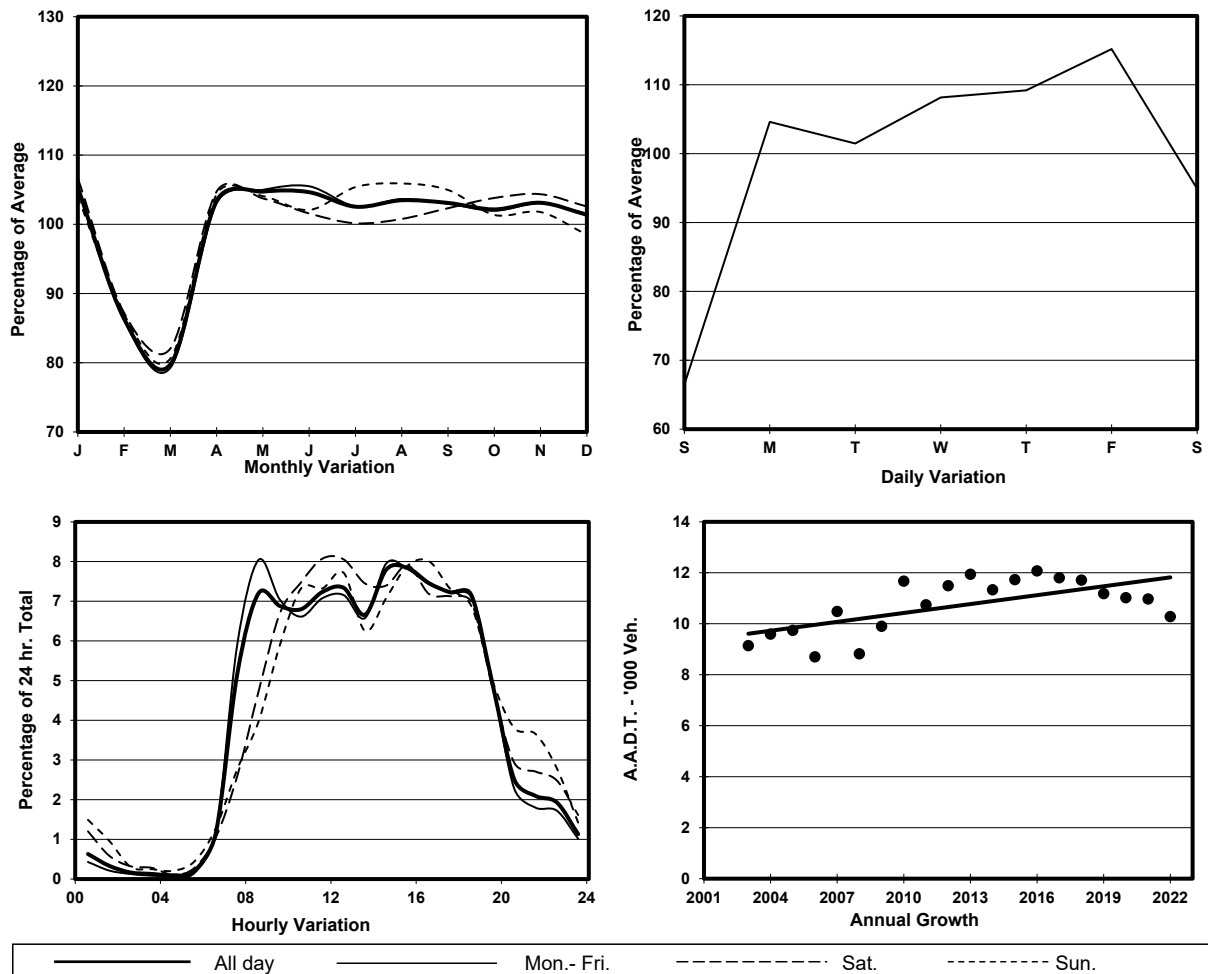 130
120
110
100
90
80
70
Percentage of Average
J F M A M J J A S O N D
Monthly Variation
120
110
100
90
80
70
60
Percentage of Average
S M T W T F S
Daily Variation
9
8
7
6
5
4
3
2
1
0
Percentage of 24 hr. Total
00 04 08 12 16 20 24
Hourly Variation
14
12
10
8
6
4
2
0
A.A.D.T. - '000 Veh.
2001 2004 2007 2010 2013 2016 2019 2022
Annual Growth
All day Mon.- Fri. Sat. Sun.